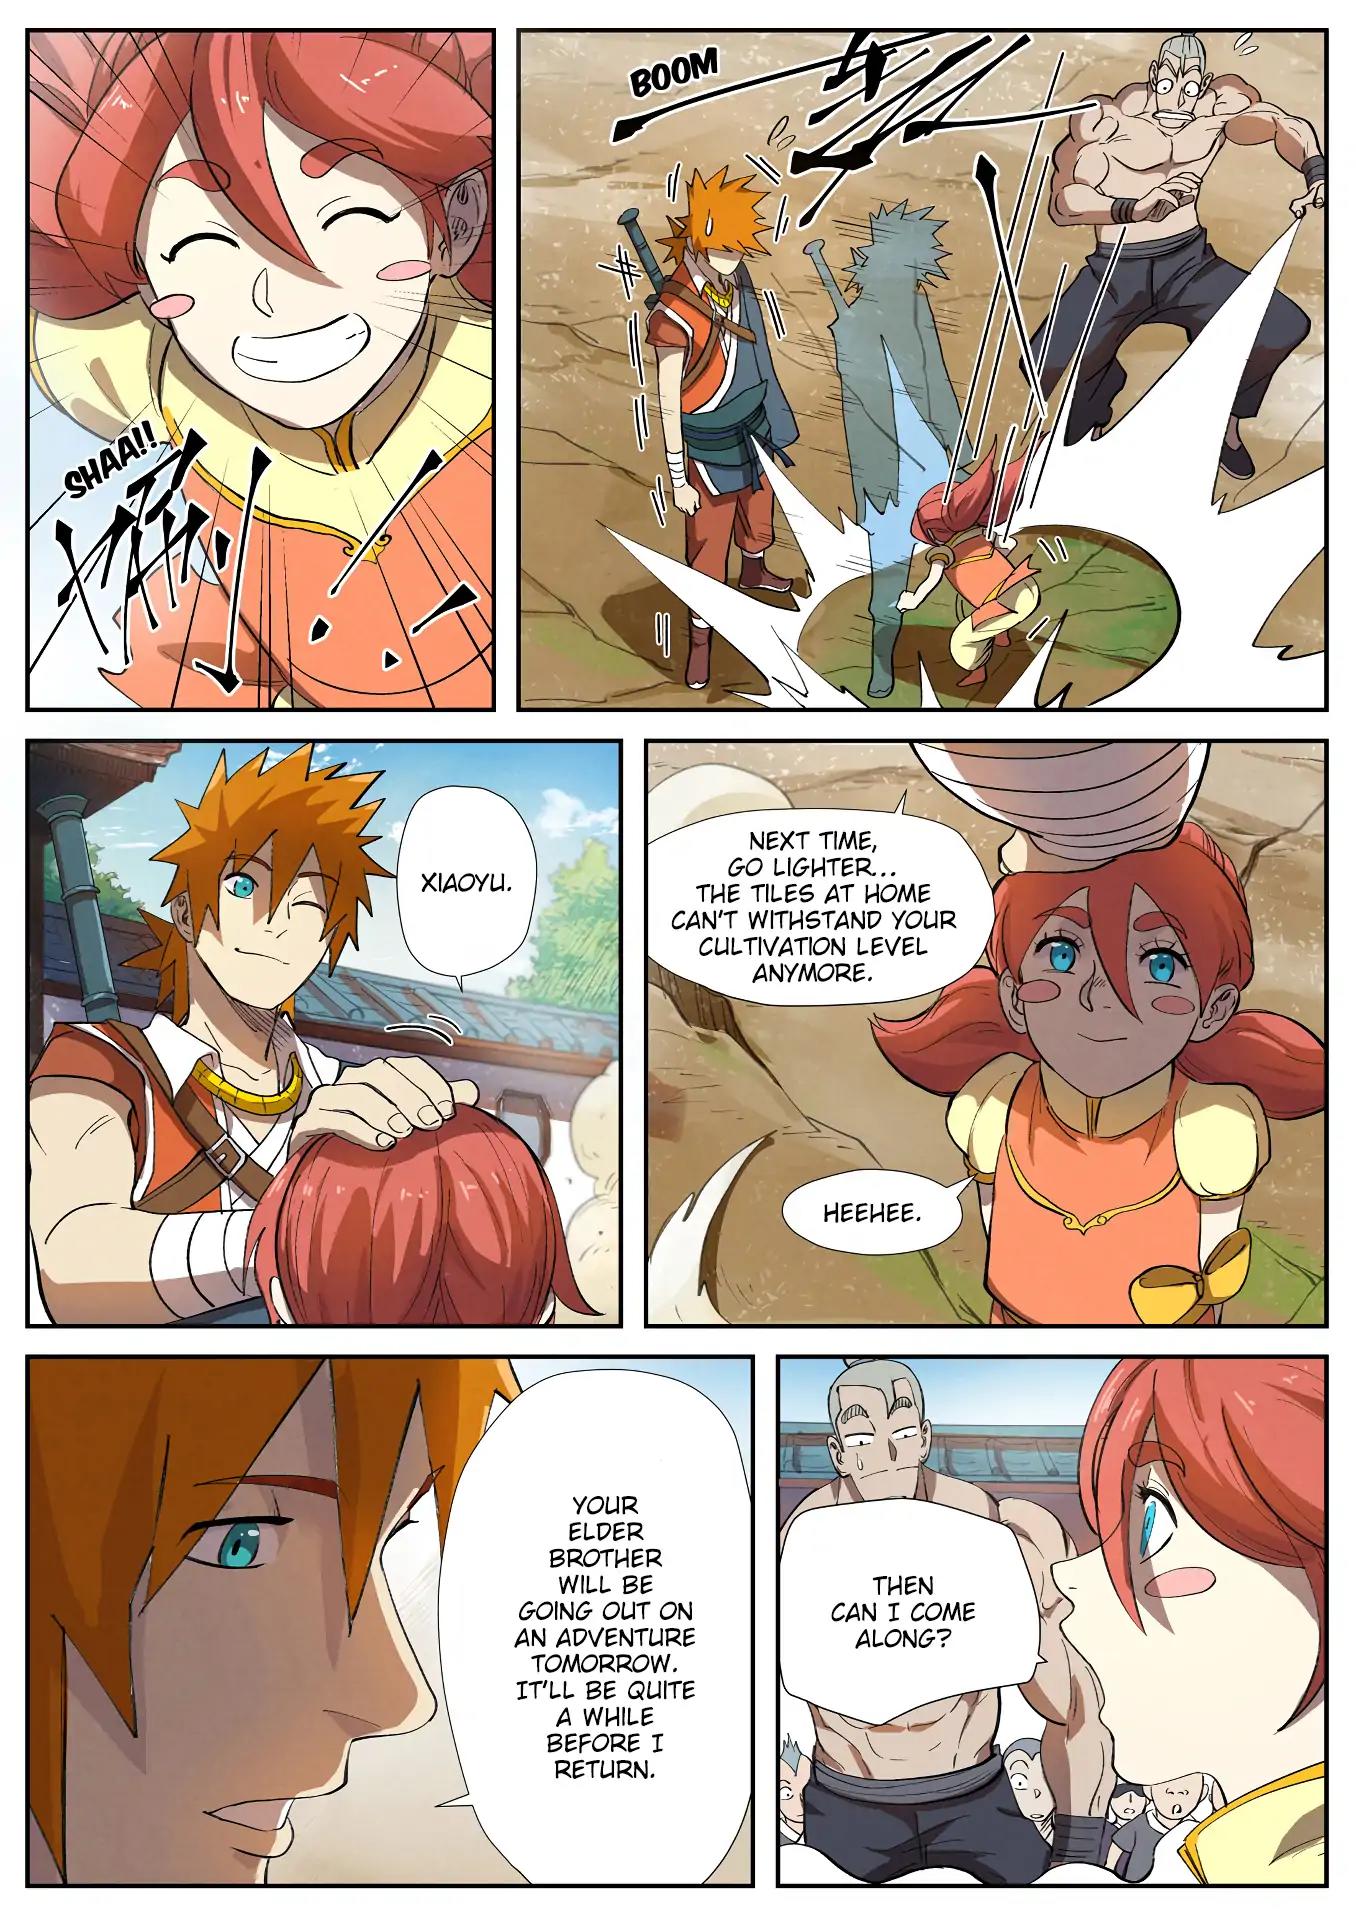 SHAA!!
BOOM
XIAOYU.
NEXT TIME,
GO LIGHTER...
THE TILES AT HOME
CAN'T WITHSTAND YOUR
CULTIVATION LEVEL
ANYMORE.
HEEHEE.
YOUR
ELDER
BROTHER
WILL BE
GOING OUT ON
AN ADVENTURE
TOMORROW.
IT'LL BE QUITE
A WHILE
BEFORE I
RETURN.
THEN
CAN I COME
ALONG?